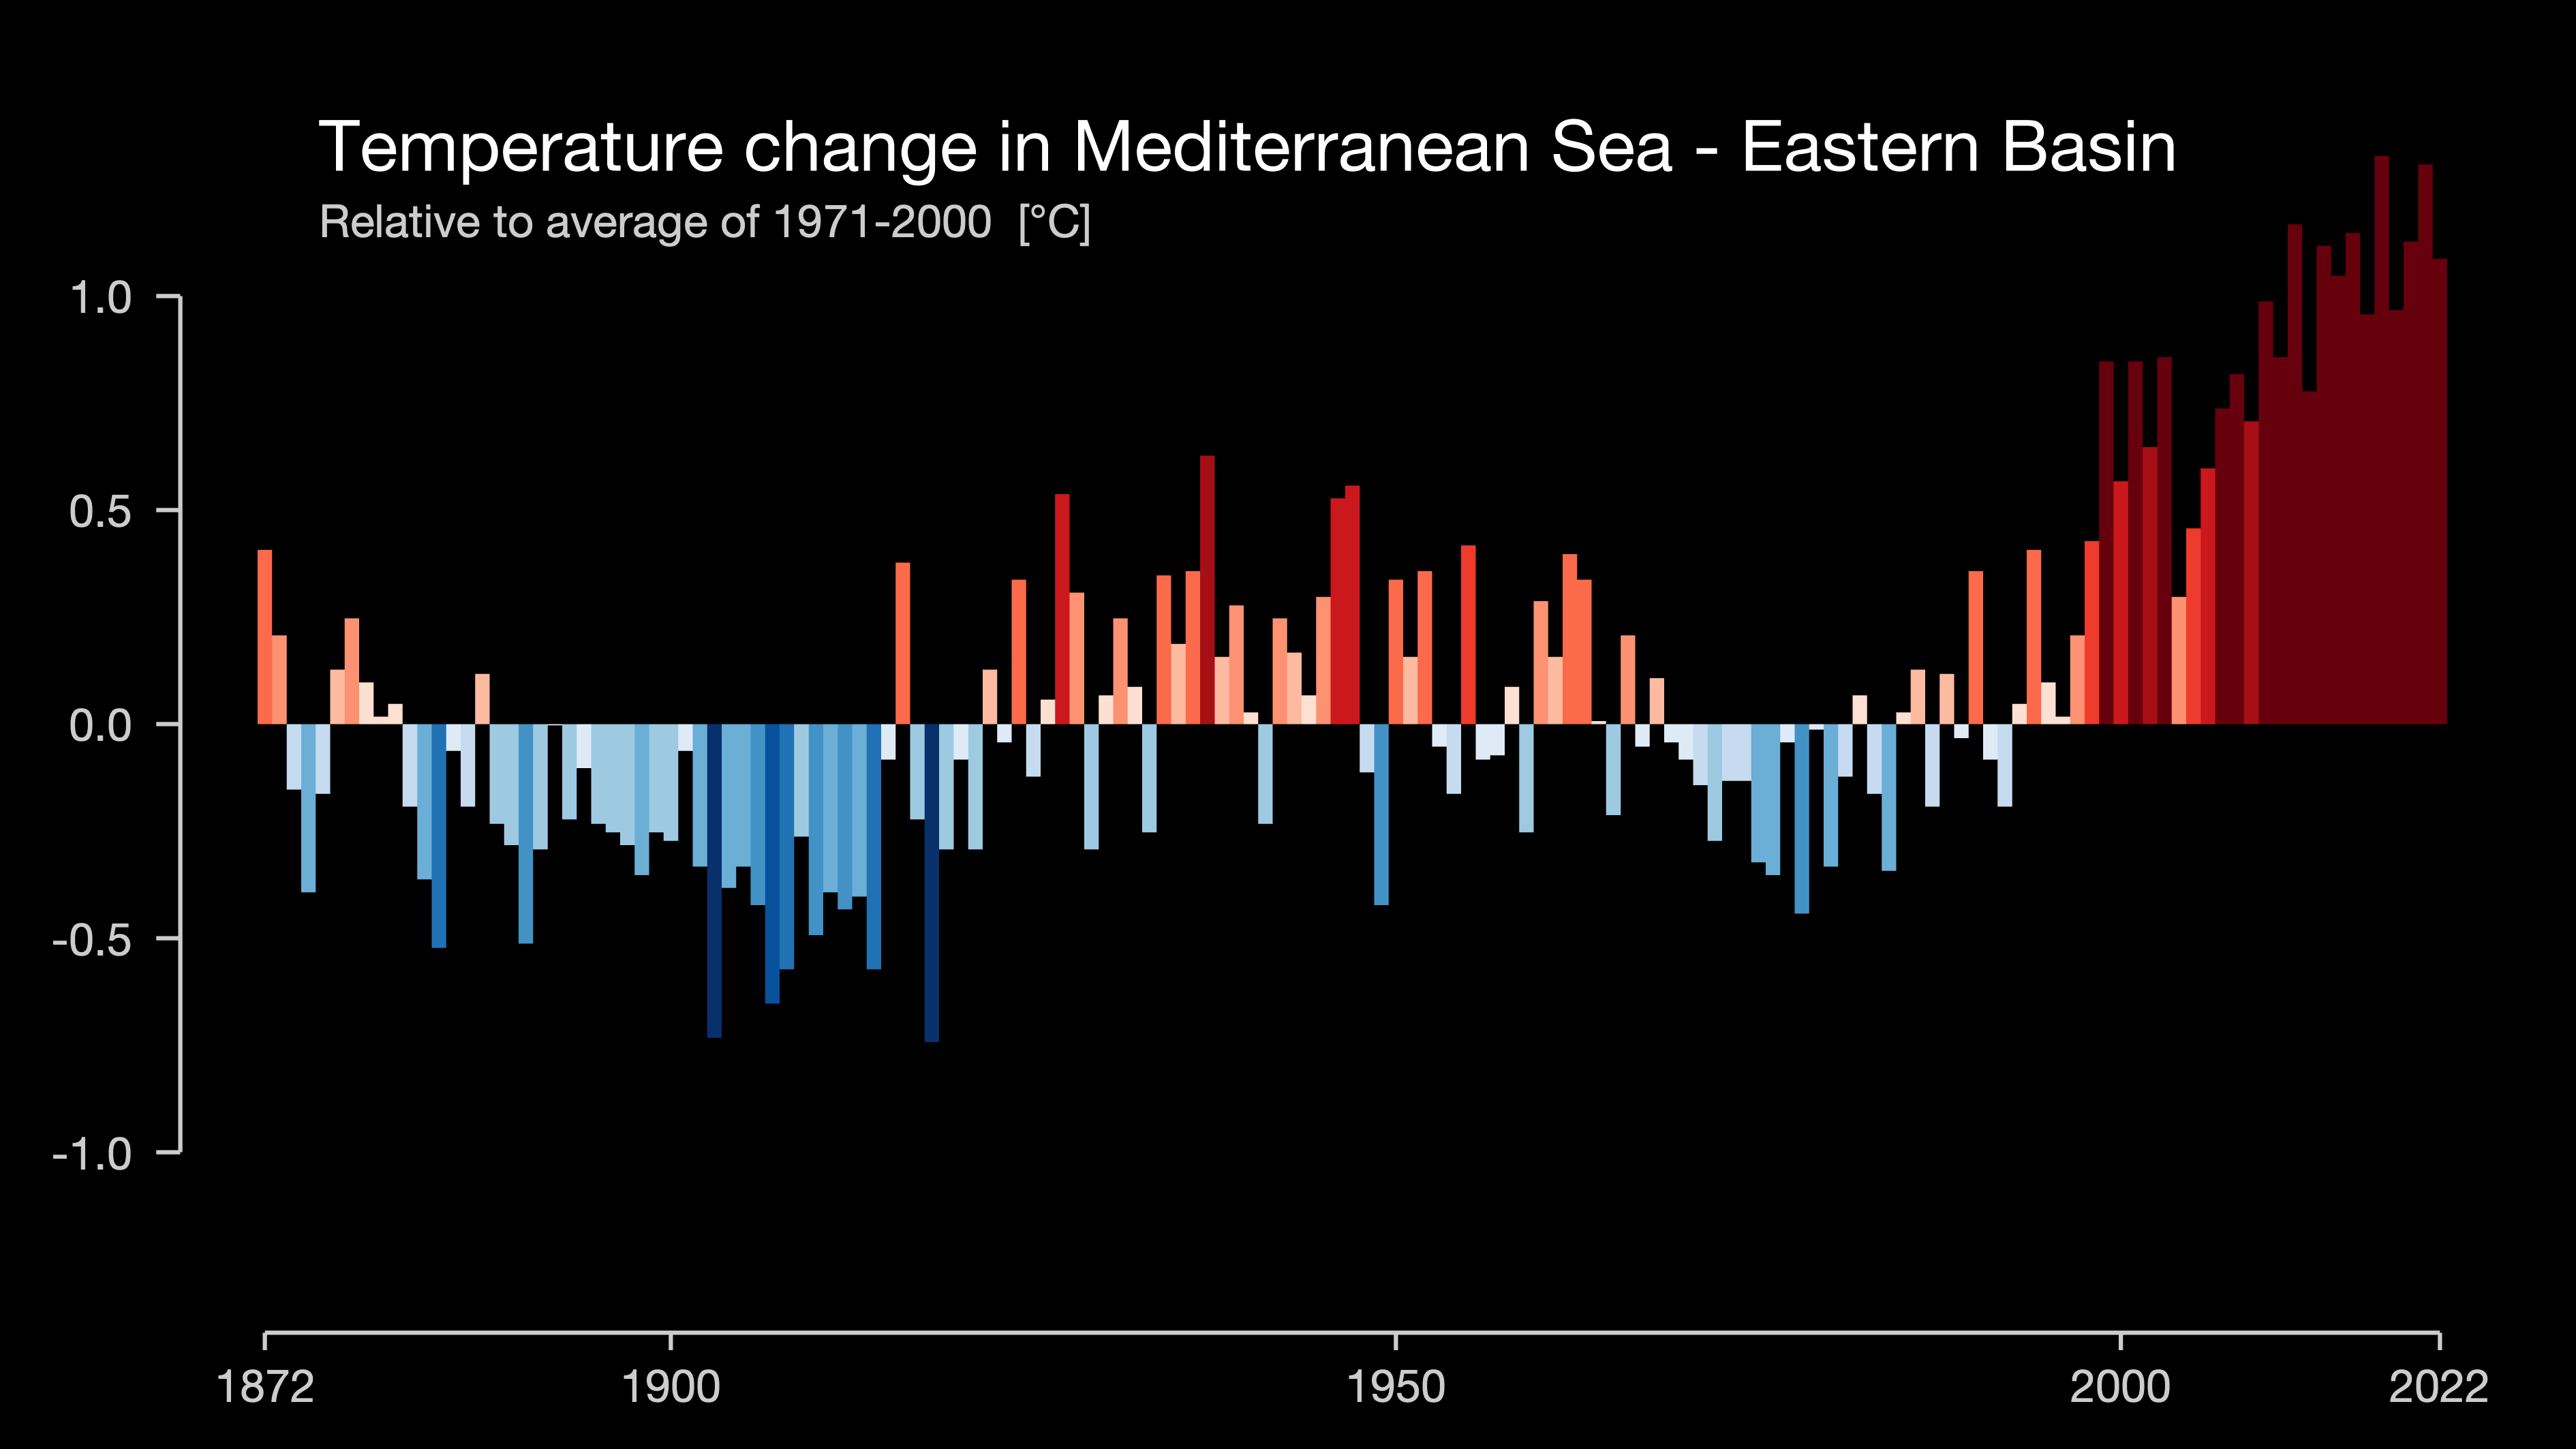 Temperature change in Mediterranean Sea - Eastern Basin
Relative to average of 1971-2000 [°C]
1.0
0.5
0.0
-0.5
-1.0
1872 1900 1950 2000 2022